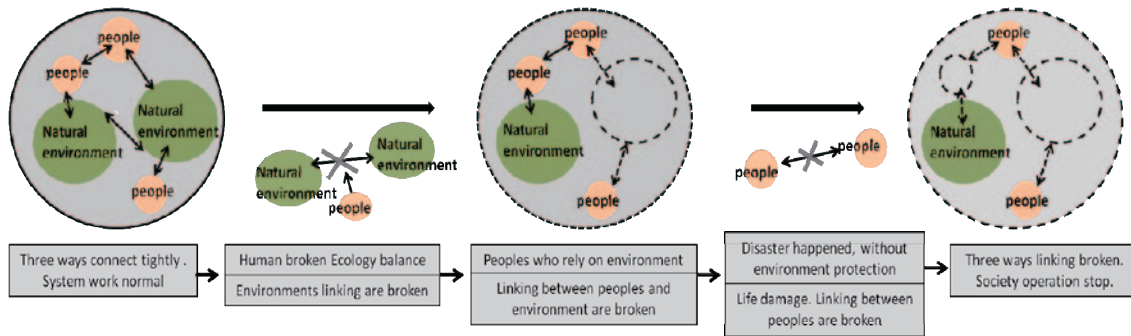 people
people
Natural
environment
Natural
environment
people
Natural
environment
Natural
environment
people
people
people
Natural
environment
people
people
people
people
Natural
environment
people
Three ways connect tightly .
System work normal
Human broken Ecology balance
Environments linking are broken
Peoples who rely on environment
Linking between peoples and
environment are broken
Disaster happened, without
environment protection
Life damage. Linking between
peoples are broken
Three ways linking broken.
Society operation stop.